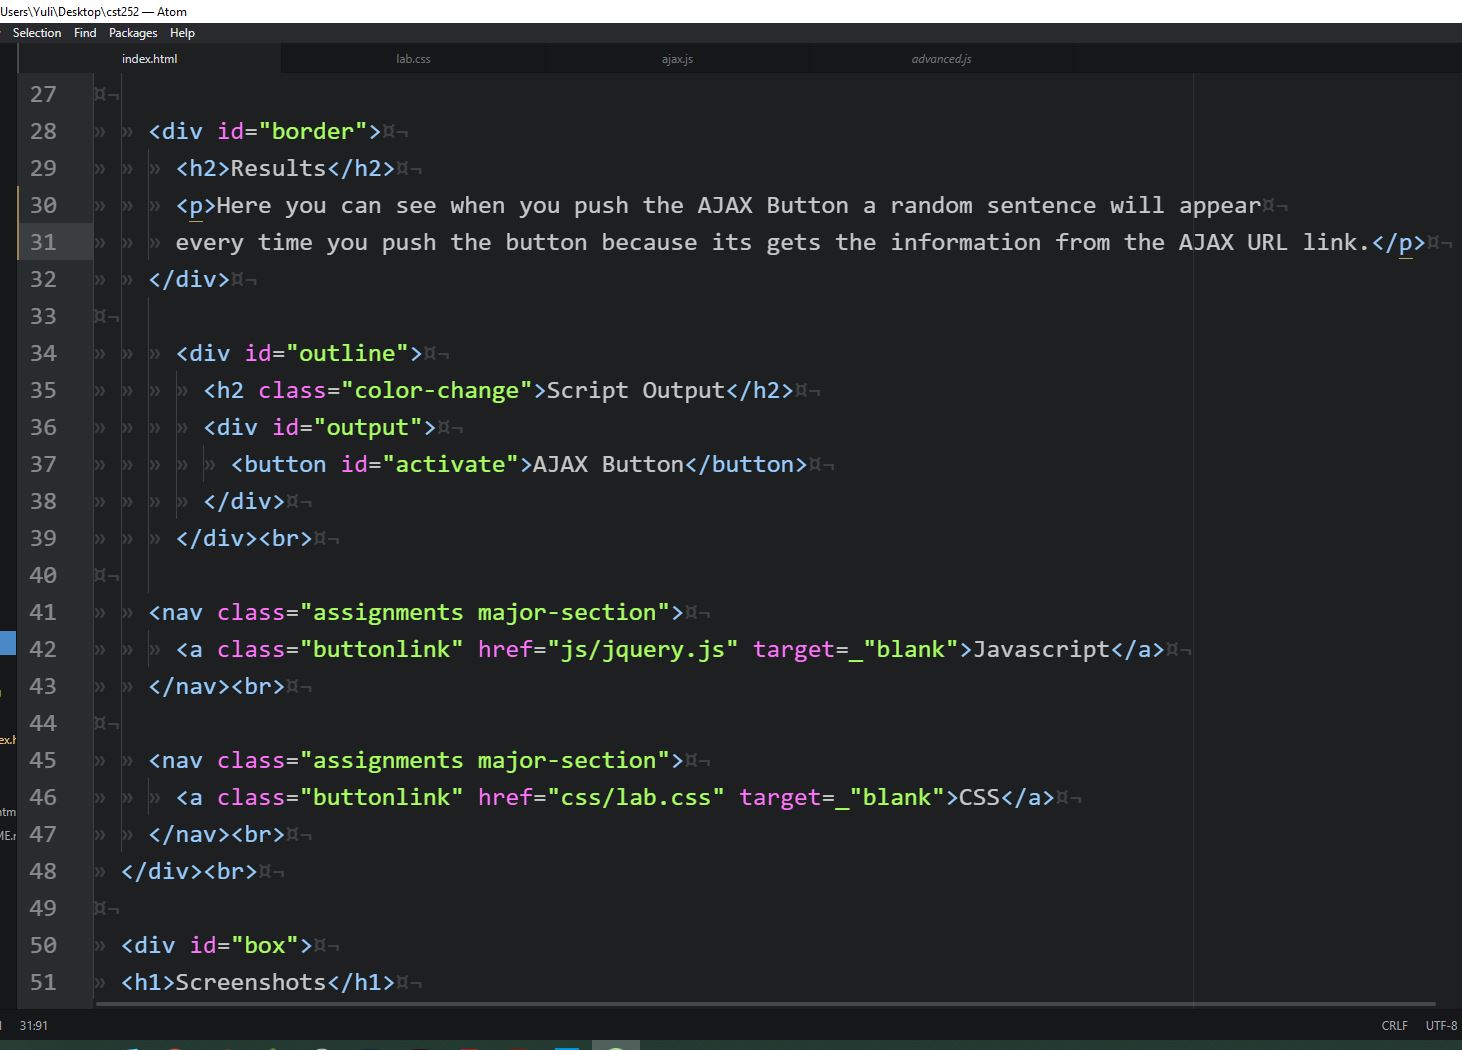 Users\Yuli\Desktop\cst252 — Atom
Selection Find Packages Help
index.html lab.css ajax.js advanced.js
27
28 <div id="border">
29 <h2>Results</h2>
30 <p>Here you can see when you push the AJAX Button a random sentence will appear
31 every time you push the button because its gets the information from the AJAX URL link.</p>
32 </div>
33
34 <div id="outline">
35 <h2 class="color-change">Script Output</h2>
36 <div id="output">
37 <button id="activate">AJAX Button</button>
38 </div>
39 </div><br>
40
41 <nav class="assignments major-section">
42 <a class="buttonlink" href="js/jquery.js" target=_"blank">Javascript</a>
43 </nav><br>
44
45 <nav class="assignments major-section">
46 <a class="buttonlink" href="css/lab.css" target=_"blank">CSS</a>
47 </nav><br>
48 </div><br>
49
50 <div id="box">
51 <h1>Screenshots</h1>
31:91 CRLF UTF-8